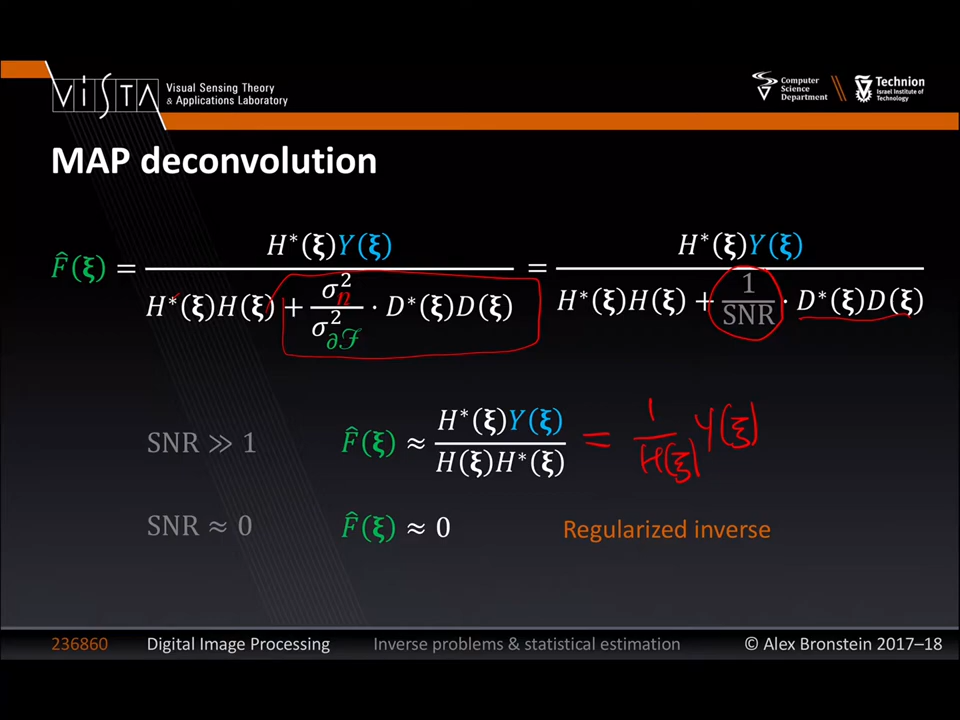 VISTA Visual Sensing Theory & Applications Laboratory
Computer Science Department
Technion Israel Institute of Technology
MAP deconvolution
F̂(ξ) = H*(ξ)Y(ξ) / (H*(ξ)H(ξ) + σ²ₙ/σ²_∂ℱ · D*(ξ)D(ξ)) = H*(ξ)Y(ξ) / (H*(ξ)H(ξ) + 1/SNR · D*(ξ)D(ξ))
SNR ≫ 1 F̂(ξ) ≈ H*(ξ)Y(ξ) / H(ξ)H*(ξ) = 1/H(ξ) Y(ξ)
SNR ≈ 0 F̂(ξ) ≈ 0 Regularized inverse
236860 Digital Image Processing Inverse problems & statistical estimation © Alex Bronstein 2017–18